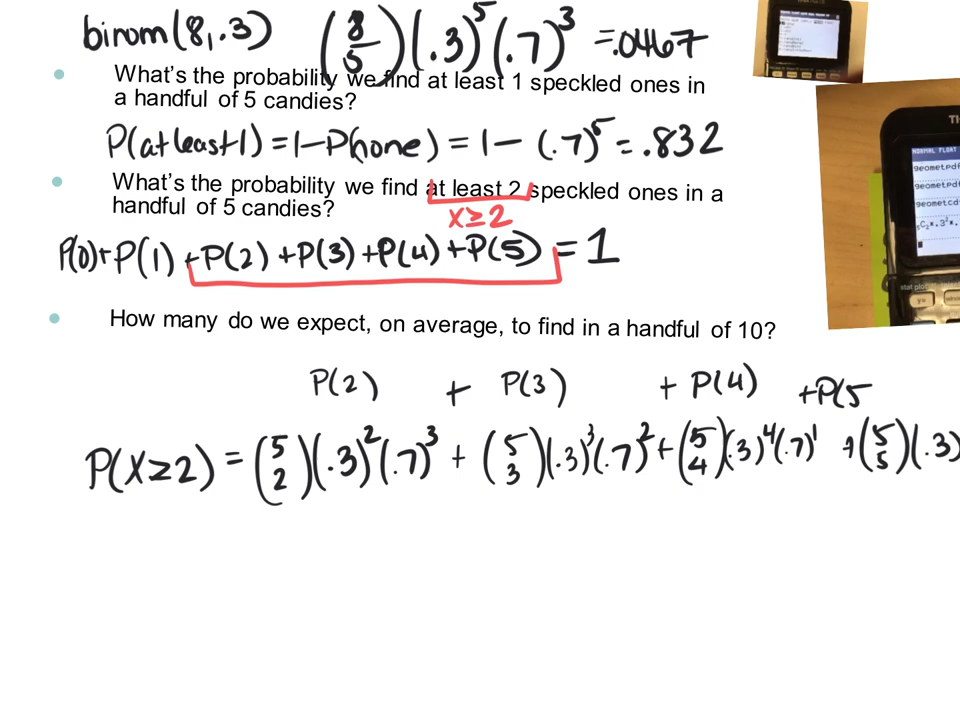 binom(8,.3) (8/5)(.3)^5(.7)^3 =.0467
What's the probability we find at least 1 speckled ones in
a handful of 5 candies?
P(at least 1) = 1-P(none) = 1 - (.7)^5 = .832
What's the probability we find at least 2 speckled ones in a
handful of 5 candies?
x≥2
P(0)+P(1)+P(2)+P(3)+P(4)+P(5) = 1
How many do we expect, on average, to find in a handful of 10?
P(2) + P(3) + P(4) +P(5
P(X≥2) = (5 2)(.3)^2(.7)^3 + (5 3)(.3)^3(.7)^2 + (5 4)(.3)^4(.7)^1 + (5 5)(.3)
TI
NORMAL FLOAT
geometpdf
geometpdf
geometcdf
5C2*.3²*.
stat plot
y=